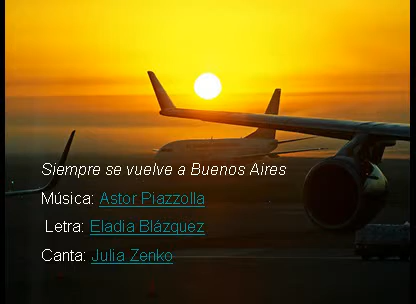 Siempre se vuelve a Buenos Aires
Música: Astor Piazzolla
Letra: Eladia Blázquez
Canta: Julia Zenko